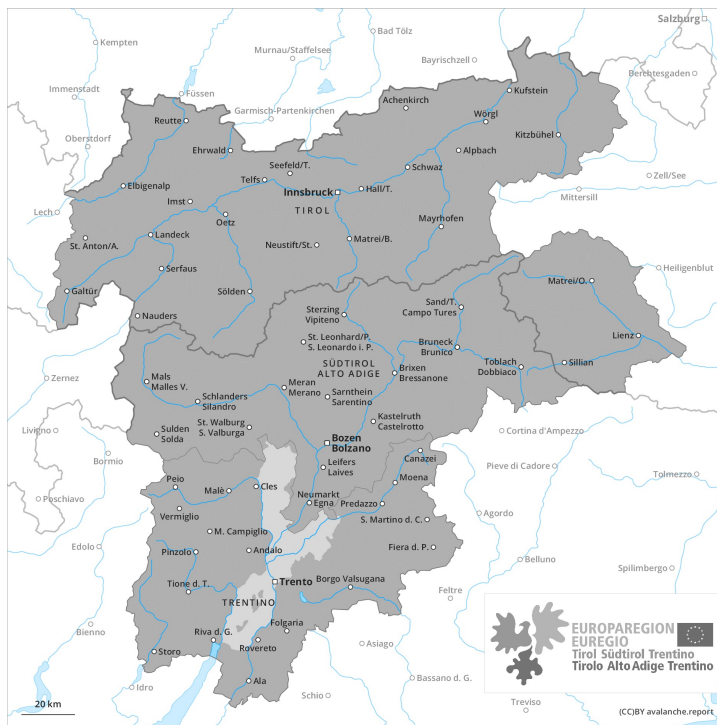 Salzburg
Kempten
Bad Tölz
Murnau/Staffelsee
Bayrischzell
Berchtesgaden
Immenstadt
Füssen
Garmisch-Partenkirchen
Achenkirch
Kufstein
Reutte
Wörgl
Oberstdorf
Ehrwald
Kitzbühel
Alpbach
Seefeld/T.
Schwaz
Telfs
Zell/See
Elbigenalp
Innsbruck
Hall/T.
Mittersill
Imst
TIROL
Lech
Oetz
Mayrhofen
Landeck
St. Anton/A.
Neustift/St.
Matrei/B.
Serfaus
Heiligenblut
Galtür
Sölden
Matrei/O.
Nauders
Sterzing
Vipiteno
Sand/T.
Campo Tures
Lienz
St. Leonhard/P.
S. Leonardo i. P.
Bruneck
Brunico
SÜDTIROL
ALTO ADIGE
Toblach
Dobbiaco
Sillian
Brixen
Bressanone
Zernez
Mals
Malles V.
Meran
Merano
Schlanders
Silandro
Sarnthein
Sarentino
St. Walburg
S. Valburga
Kastelruth
Castelrotto
Livigno
Sulden
Solda
Cortina d'Ampezzo
Bozen
Bolzano
Bormio
Canazei
Leifers
Laives
Pieve di Cadore
Tolmezzo
Peio
Malè
Cles
Moena
Poschiavo
Neumarkt
Egna
Predazzo
Vermiglio
Agordo
S. Martino d. C.
M. Campiglio
Edolo
Pinzolo
Andalo
Fiera d. P.
Belluno
Spilimbergo
Tione d. T.
Trento
Borgo Valsugana
Feltre
TRENTINO
Bienno
Riva d. G.
Folgaria
Rovereto
Asiago
Storo
Ala
Bassano d. G.
Idro
Schio
Treviso
EUROPAREGION
EUREGIO
Tirol Südtirol Trentino
Tirolo Alto Adige Trentino
20 km
(CC)BY avalanche.report